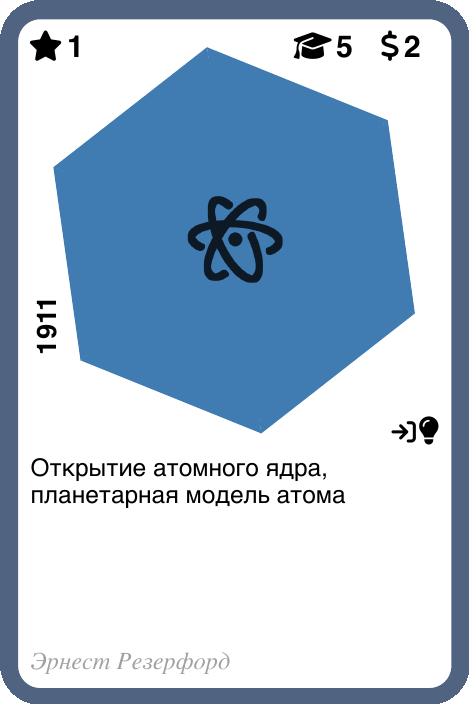 1
5
$2
1911
Открытие атомного ядра,
планетарная модель атома
Эрнест Резерфорд